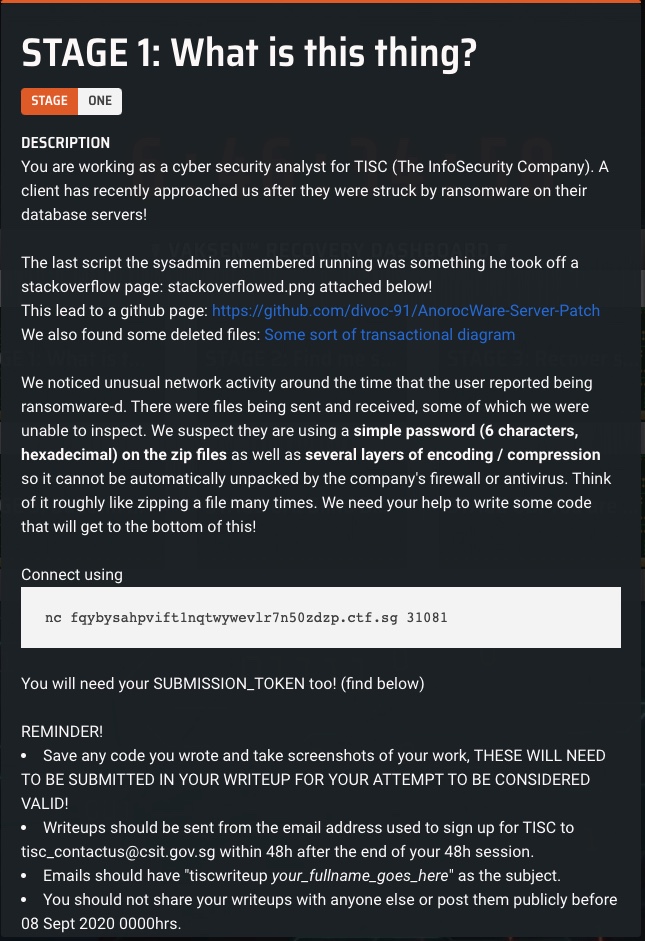 STAGE 1: What is this thing?
STAGE ONE
DESCRIPTION
You are working as a cyber security analyst for TISC (The InfoSecurity Company). A
client has recently approached us after they were struck by ransomware on their
database servers!
The last script the sysadmin remembered running was something he took off a
stackoverflow page: stackoverflowed.png attached below!
This lead to a github page: https://github.com/divoc-91/AnorocWare-Server-Patch
We also found some deleted files: Some sort of transactional diagram
We noticed unusual network activity around the time that the user reported being
ransomware-d. There were files being sent and received, some of which we were
unable to inspect. We suspect they are using a simple password (6 characters,
hexadecimal) on the zip files as well as several layers of encoding / compression
so it cannot be automatically unpacked by the company's firewall or antivirus. Think
of it roughly like zipping a file many times. We need your help to write some code
that will get to the bottom of this!
Connect using
nc fqybysahpvift1nqtwywevlr7n50zdzp.ctf.sg 31081
You will need your SUBMISSION_TOKEN too! (find below)
REMINDER!
• Save any code you wrote and take screenshots of your work, THESE WILL NEED
TO BE SUBMITTED IN YOUR WRITEUP FOR YOUR ATTEMPT TO BE CONSIDERED
VALID!
• Writeups should be sent from the email address used to sign up for TISC to
tisc_contactus@csit.gov.sg within 48h after the end of your 48h session.
• Emails should have "tiscwriteup your_fullname_goes_here" as the subject.
• You should not share your writeups with anyone else or post them publicly before
08 Sept 2020 0000hrs.